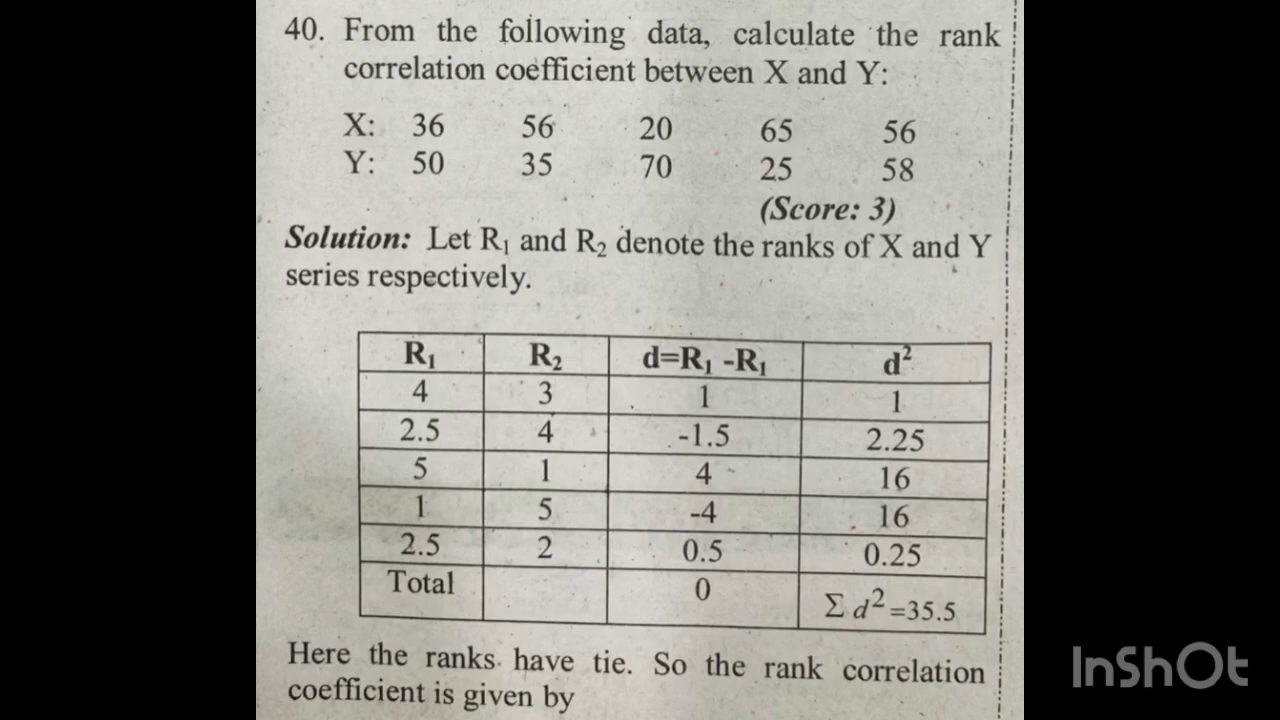 40. From the following data, calculate the rank
correlation coefficient between X and Y:
X: 36 56 20 65 56
Y: 50 35 70 25 58
(Score: 3)
Solution: Let R₁ and R₂ denote the ranks of X and Y
series respectively.
R₁ R₂ d=R₁ -R₁ d²
4 3 1 1
2.5 4 -1.5 2.25
5 1 4 16
1 5 -4 16
2.5 2 0.5 0.25
Total 0 Σ d² =35.5
Here the ranks have tie. So the rank correlation
coefficient is given by
InShOt